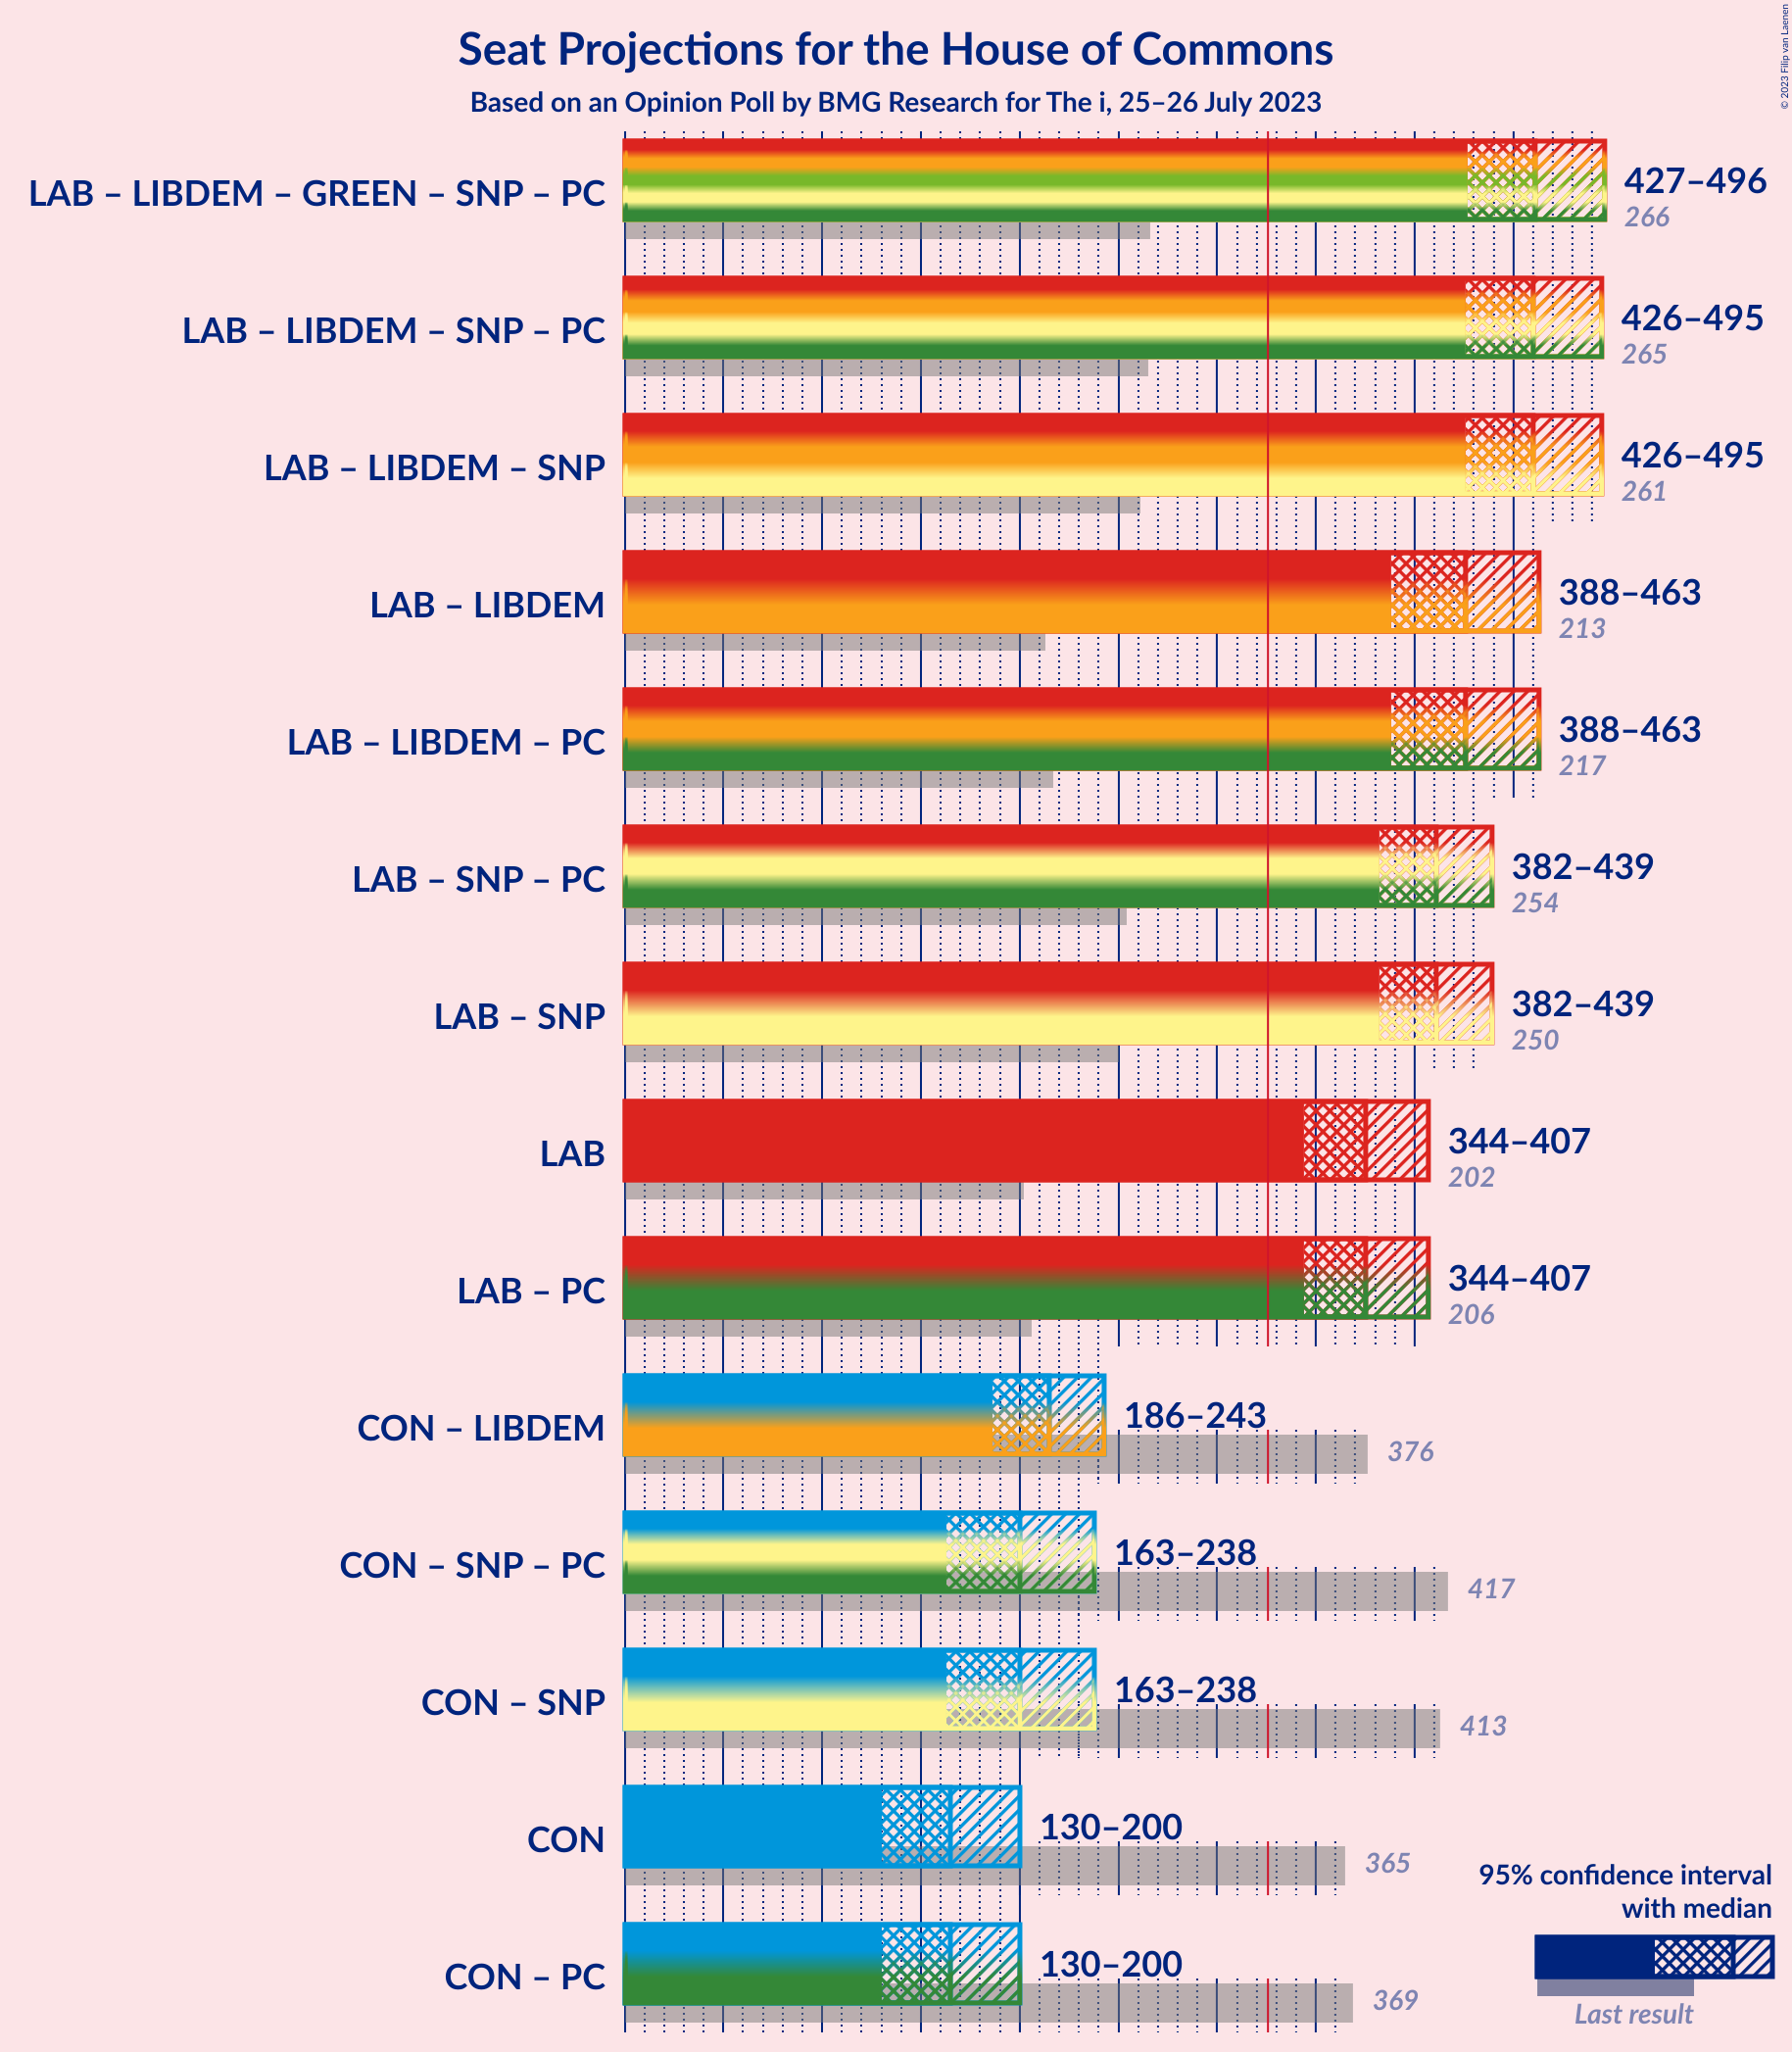 Seat Projections for the House of Commons
Based on an Opinion Poll by BMG Research for The i, 25–26 July 2023
© 2023 Filip van Laenen
LAB – LIBDEM – GREEN – SNP – PC
427–496
266
LAB – LIBDEM – SNP – PC
426–495
265
LAB – LIBDEM – SNP
426–495
261
LAB – LIBDEM
388–463
213
LAB – LIBDEM – PC
388–463
217
LAB – SNP – PC
382–439
254
LAB – SNP
382–439
250
LAB
344–407
202
LAB – PC
344–407
206
CON – LIBDEM
186–243
376
CON – SNP – PC
163–238
417
CON – SNP
163–238
413
CON
130–200
365
CON – PC
130–200
369
95% confidence interval
with median
Last result